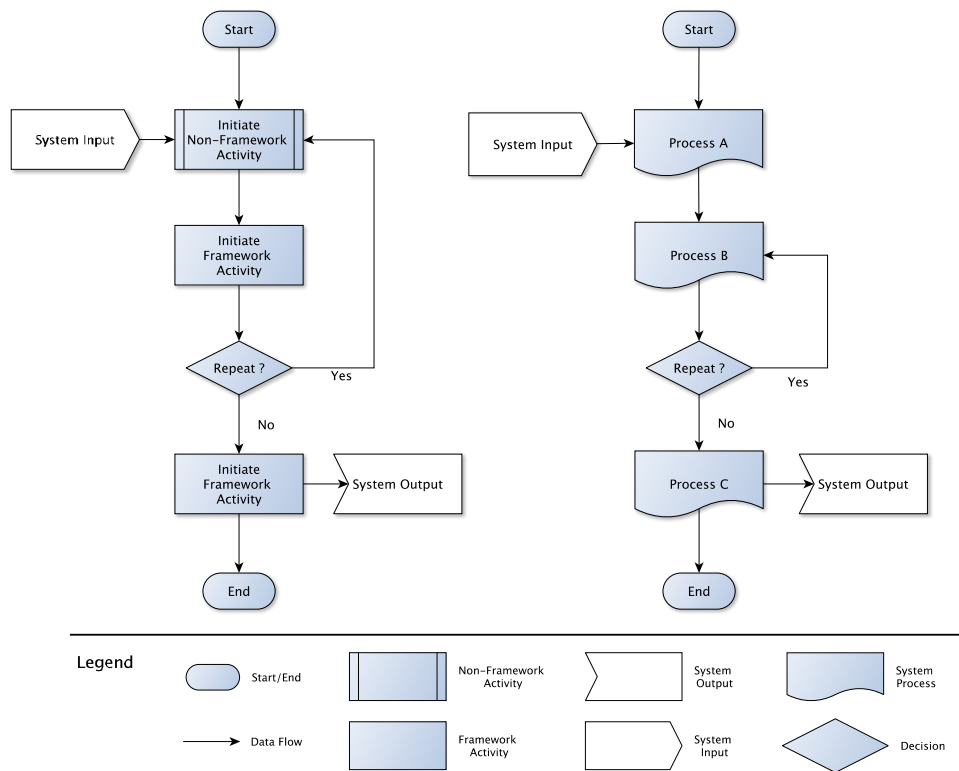 Start
System Input
Initiate
Non-Framework
Activity
Initiate
Framework
Activity
Repeat ?
Yes
No
Initiate
Framework
Activity
System Output
End
Start
System Input
Process A
Process B
Repeat ?
Yes
No
Process C
System Output
End
Legend
Start/End
Non-Framework
Activity
System
Output
System
Process
Data Flow
Framework
Activity
System
Input
Decision